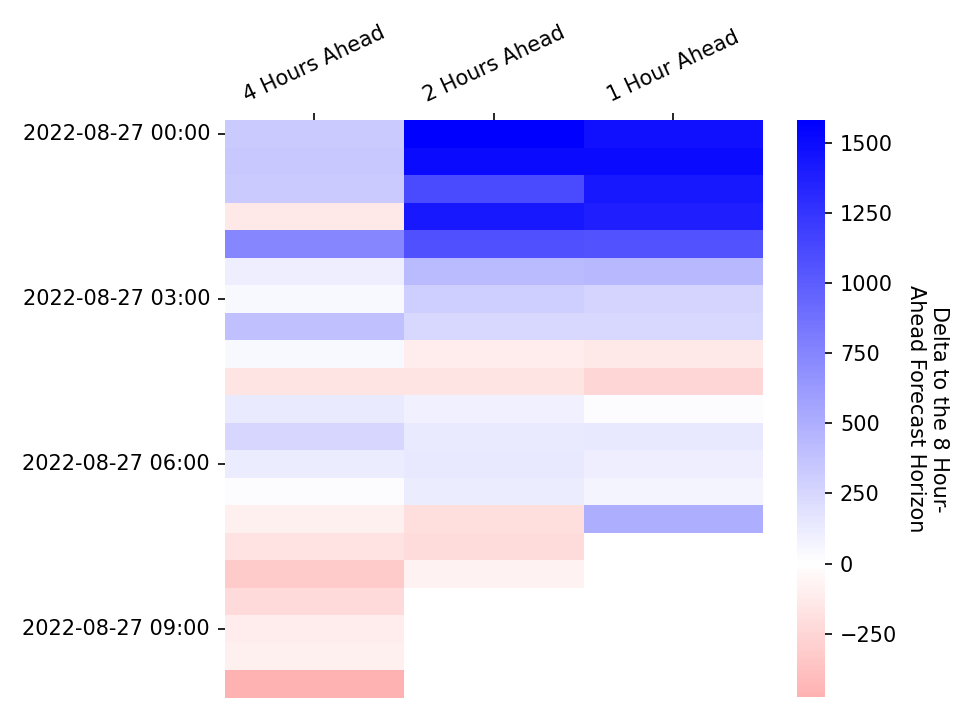 4 Hours Ahead
2 Hours Ahead
1 Hour Ahead
2022-08-27 00:00
2022-08-27 03:00
2022-08-27 06:00
2022-08-27 09:00
1500
1250
1000
750
500
250
0
−250
Delta to the 8 Hour-
Ahead Forecast Horizon